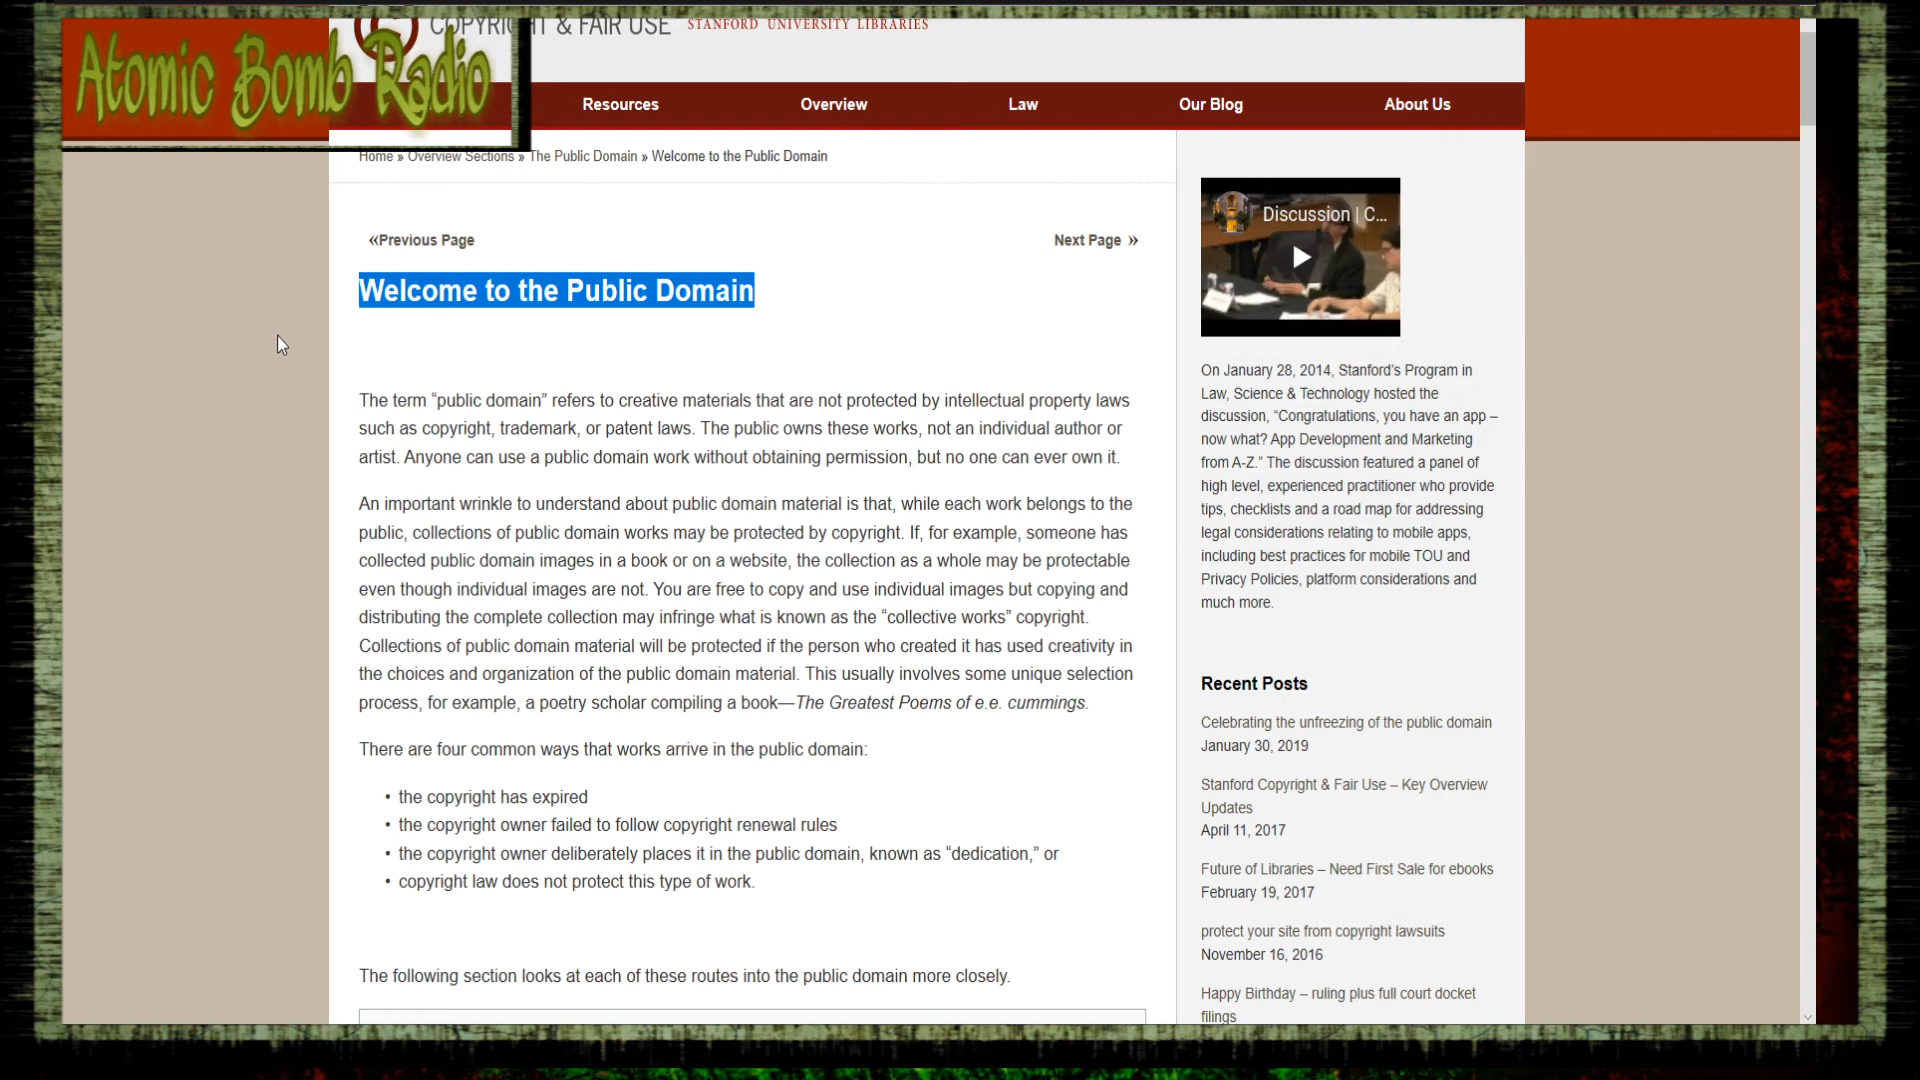 COPYRIGHT & FAIR USE STANFORD UNIVERSITY LIBRARIES
Atomic Bomb Radio
Resources Overview Law Our Blog About Us
Home » Overview Sections » The Public Domain » Welcome to the Public Domain
«Previous Page Next Page »
Welcome to the Public Domain
The term “public domain” refers to creative materials that are not protected by intellectual property laws
such as copyright, trademark, or patent laws. The public owns these works, not an individual author or
artist. Anyone can use a public domain work without obtaining permission, but no one can ever own it.
An important wrinkle to understand about public domain material is that, while each work belongs to the
public, collections of public domain works may be protected by copyright. If, for example, someone has
collected public domain images in a book or on a website, the collection as a whole may be protectable
even though individual images are not. You are free to copy and use individual images but copying and
distributing the complete collection may infringe what is known as the “collective works” copyright.
Collections of public domain material will be protected if the person who created it has used creativity in
the choices and organization of the public domain material. This usually involves some unique selection
process, for example, a poetry scholar compiling a book—The Greatest Poems of e.e. cummings.
There are four common ways that works arrive in the public domain:
• the copyright has expired
• the copyright owner failed to follow copyright renewal rules
• the copyright owner deliberately places it in the public domain, known as “dedication,” or
• copyright law does not protect this type of work.
The following section looks at each of these routes into the public domain more closely.
Discussion | C...
On January 28, 2014, Stanford’s Program in
Law, Science & Technology hosted the
discussion, “Congratulations, you have an app –
now what? App Development and Marketing
from A-Z.” The discussion featured a panel of
high level, experienced practitioner who provide
tips, checklists and a road map for addressing
legal considerations relating to mobile apps,
including best practices for mobile TOU and
Privacy Policies, platform considerations and
much more.
Recent Posts
Celebrating the unfreezing of the public domain
January 30, 2019
Stanford Copyright & Fair Use – Key Overview
Updates
April 11, 2017
Future of Libraries – Need First Sale for ebooks
February 19, 2017
protect your site from copyright lawsuits
November 16, 2016
Happy Birthday – ruling plus full court docket
filings